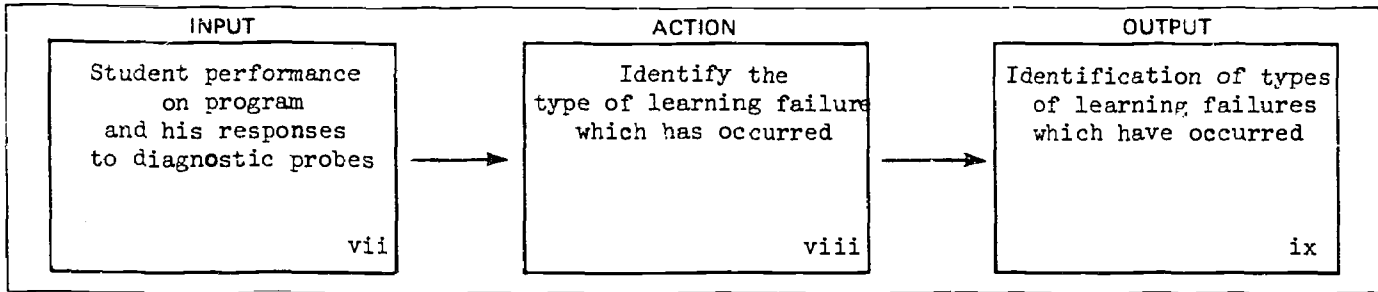 INPUT
Student performance
on program
and his responses
to diagnostic probes
vii
ACTION
Identify the
type of learning failure
which has occurred
viii
OUTPUT
Identification of types
of learning failures
which have occurred
ix